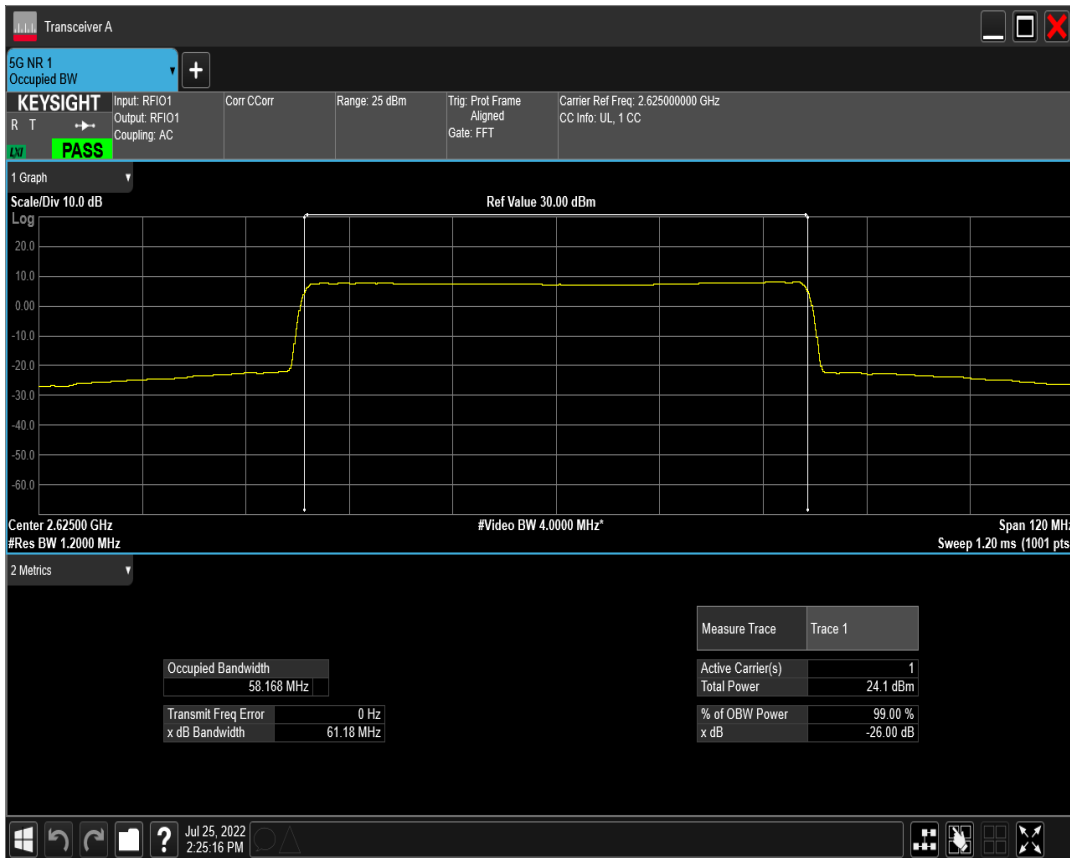 Transceiver A
5G NR 1
Occupied BW
+
KEYSIGHT
R T
LXI
PASS
Input: RFIO1
Output: RFIO1
Coupling: AC
Corr CCorr
Range: 25 dBm
Trig: Prot Frame
Aligned
Gate: FFT
Carrier Ref Freq: 2.625000000 GHz
CC Info: UL, 1 CC
1 Graph
Scale/Div 10.0 dB
Ref Value 30.00 dBm
Log
20.0
10.0
0.00
-10.0
-20.0
-30.0
-40.0
-50.0
-60.0
Center 2.62500 GHz
#Video BW 4.0000 MHz*
Span 120 MHz
#Res BW 1.2000 MHz
Sweep 1.20 ms (1001 pts
2 Metrics
Measure Trace Trace 1
Occupied Bandwidth
58.168 MHz
Active Carrier(s) 1
Total Power 24.1 dBm
Transmit Freq Error 0 Hz
x dB Bandwidth 61.18 MHz
% of OBW Power 99.00 %
x dB -26.00 dB
?
Jul 25, 2022
2:25:16 PM